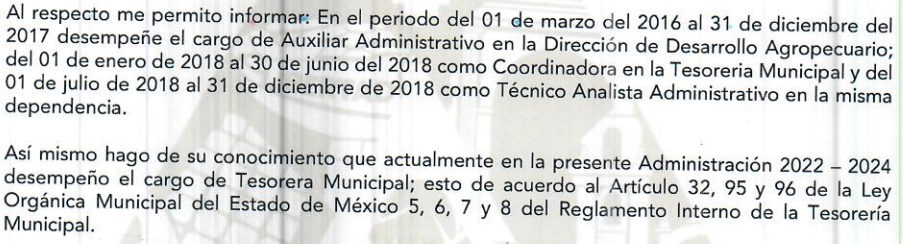 Al respecto me permito informar: En el periodo del 01 de marzo del 2016 al 31 de diciembre del
2017 desempeñe el cargo de Auxiliar Administrativo en la Dirección de Desarrollo Agropecuario;
del 01 de enero de 2018 al 30 de junio del 2018 como Coordinadora en la Tesoreria Municipal y del
01 de julio de 2018 al 31 de diciembre de 2018 como Técnico Analista Administrativo en la misma
dependencia.
Así mismo hago de su conocimiento que actualmente en la presente Administración 2022 – 2024
desempeño el cargo de Tesorera Municipal; esto de acuerdo al Artículo 32, 95 y 96 de la Ley
Orgánica Municipal del Estado de México 5, 6, 7 y 8 del Reglamento Interno de la Tesorería
Municipal.